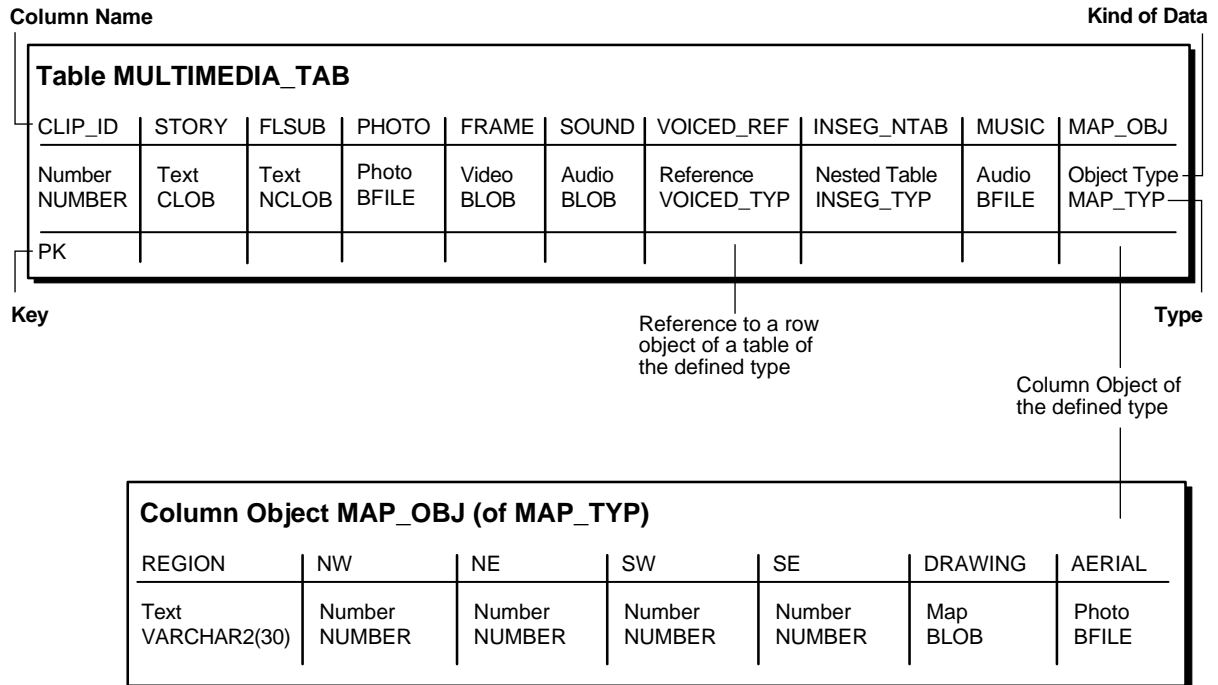 Column Name
Kind of Data
Table MULTIMEDIA_TAB
CLIP_ID STORY FLSUB PHOTO FRAME SOUND VOICED_REF INSEG_NTAB MUSIC MAP_OBJ
Number Text Text Photo Video Audio Reference Nested Table Audio Object Type
NUMBER CLOB NCLOB BFILE BLOB BLOB VOICED_TYP INSEG_TYP BFILE MAP_TYP
PK
Key
Type
Reference to a row
object of a table of
the defined type
Column Object of
the defined type
Column Object MAP_OBJ (of MAP_TYP)
REGION NW NE SW SE DRAWING AERIAL
Text Number Number Number Number Map Photo
VARCHAR2(30) NUMBER NUMBER NUMBER NUMBER BLOB BFILE